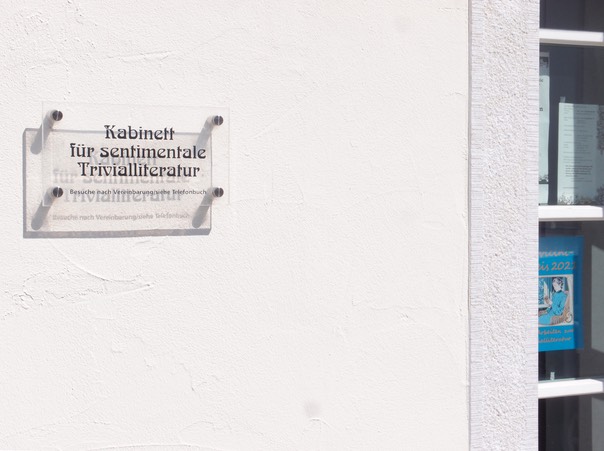 Kabinett
für sentimentale
Trivialliteratur
Besuche nach Vereinbarung/siehe Telefonbuch